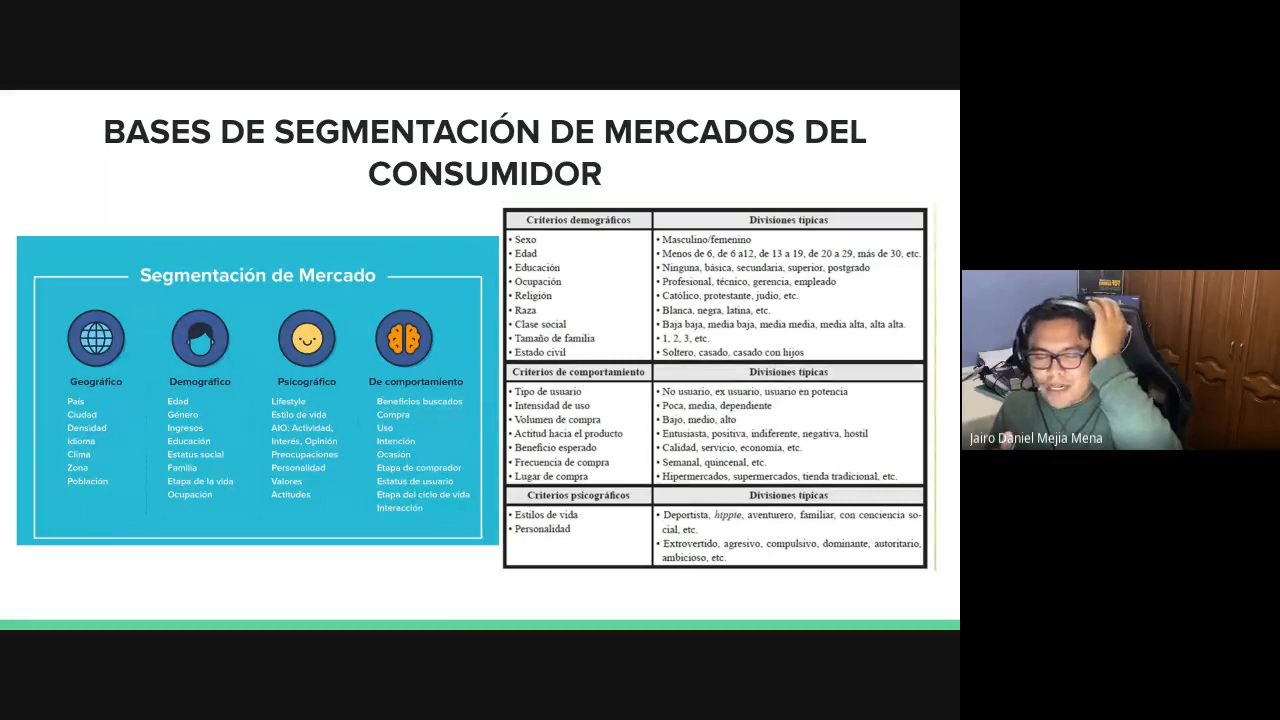 BASES DE SEGMENTACIÓN DE MERCADOS DEL
CONSUMIDOR
Segmentación de Mercado
Geográfico
País
Ciudad
Densidad
Idioma
Clima
Zona
Población
Demográfico
Edad
Género
Ingresos
Educación
Estatus social
Familia
Etapa de la vida
Ocupación
Psicográfico
Lifestyle
Estilo de vida
AIO: Actividad,
Interés, Opinión
Preocupaciones
Personalidad
Valores
Actitudes
De comportamiento
Beneficios buscados
Compra
Uso
Intención
Ocasión
Etapa de comprador
Estatus de usuario
Etapa del ciclo de vida
Interacción
Criterios demográficos Divisiones típicas
• Sexo • Masculino/femenino
• Edad • Menos de 6, de 6 a12, de 13 a 19, de 20 a 29, más de 30, etc.
• Educación • Ninguna, básica, secundaria, superior, postgrado
• Ocupación • Profesional, técnico, gerencia, empleado
• Religión • Católico, protestante, judio, etc.
• Raza • Blanca, negra, latina, etc.
• Clase social • Baja baja, media baja, media media, media alta, alta alta.
• Tamaño de familia • 1, 2, 3, etc.
• Estado civil • Soltero, casado, casado con hijos
Criterios de comportamiento Divisiones típicas
• Tipo de usuario • No usuario, ex usuario, usuario en potencia
• Intensidad de uso • Poca, media, dependiente
• Volumen de compra • Bajo, medio, alto
• Actitud hacia el producto • Entusiasta, positiva, indiferente, negativa, hostil
• Beneficio esperado • Calidad, servicio, economía, etc.
• Frecuencia de compra • Semanal, quincenal, etc.
• Lugar de compra • Hipermercados, supermercados, tienda tradicional, etc.
Criterios psicográficos Divisiones típicas
• Estilos de vida • Deportista, hippie, aventurero, familiar, con conciencia so-
• Personalidad cial, etc.
• Extrovertido, agresivo, compulsivo, dominante, autoritario,
ambicioso, etc.
Jairo Daniel Mejia Mena